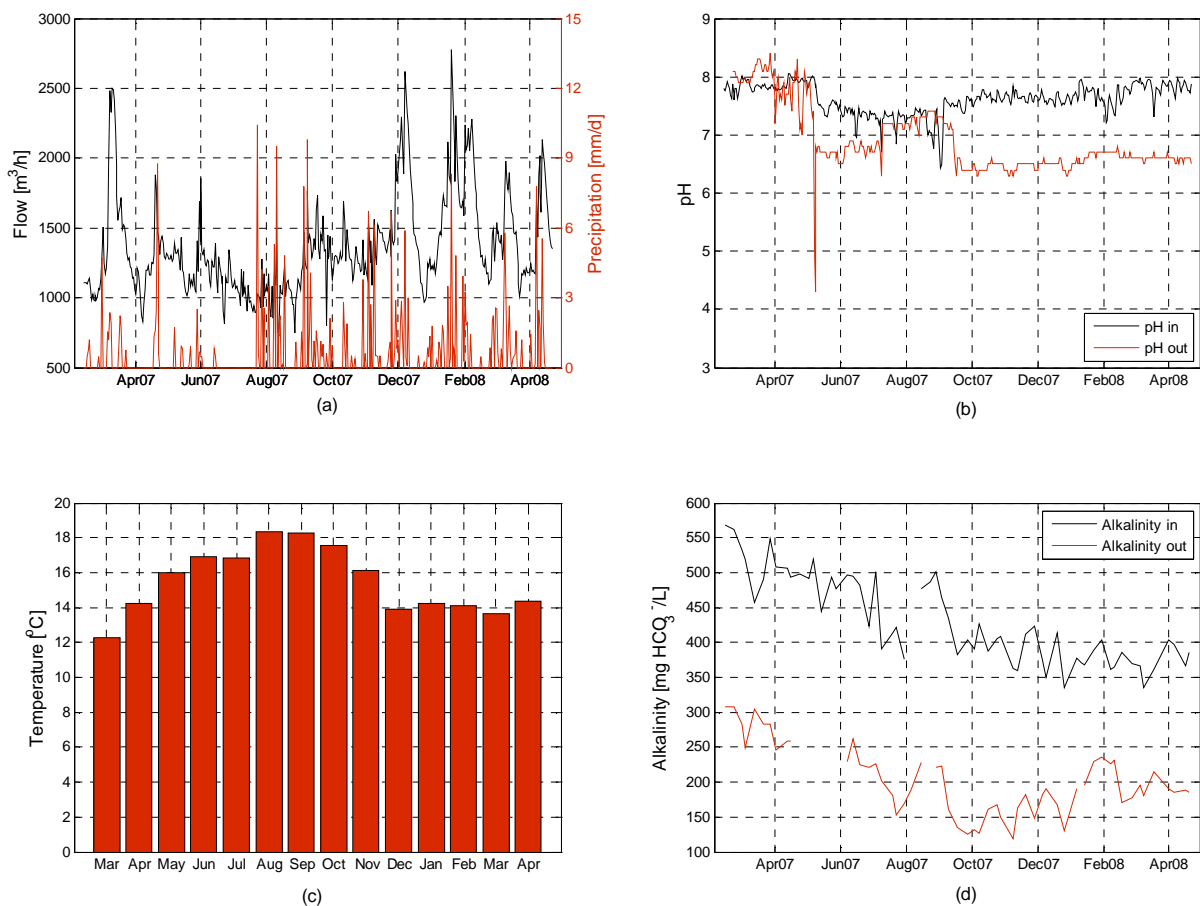 3000
2500
2000
1500
1000
500
Flow [m³/h]
15
12
9
6
3
0
Precipitation [mm/d]
Apr07 Jun07 Aug07 Oct07 Dec07 Feb08 Apr08
(a)
9
8
7
6
5
4
3
pH
pH in
pH out
Apr07 Jun07 Aug07 Oct07 Dec07 Feb08 Apr08
(b)
20
18
16
14
12
10
8
6
4
2
0
Temperature [⁰C]
Mar Apr May Jun Jul Aug Sep Oct Nov Dec Jan Feb Mar Apr
(c)
600
550
500
450
400
350
300
250
200
150
100
Alkalinity [mg HCO₃⁻/L]
Alkalinity in
Alkalinity out
Apr07 Jun07 Aug07 Oct07 Dec07 Feb08 Apr08
(d)